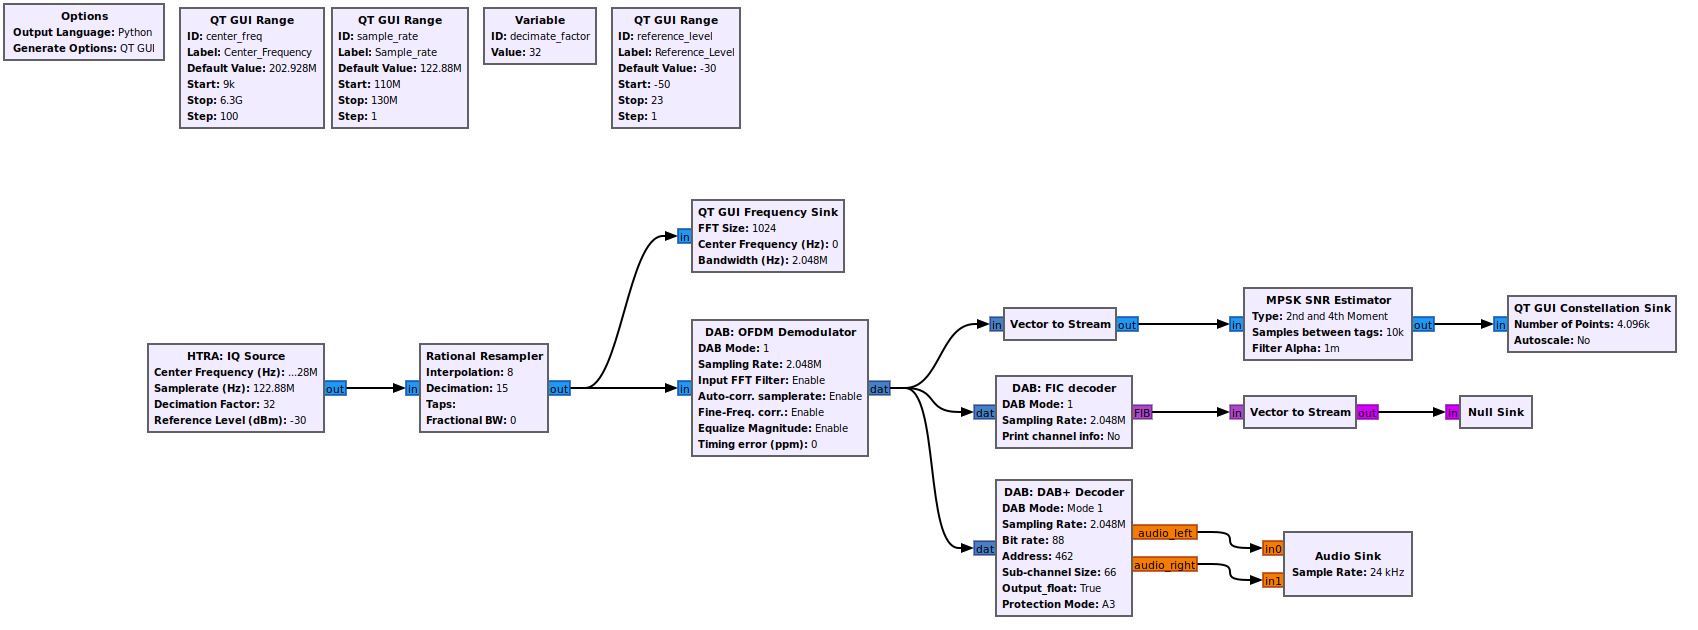 Options
Output Language: Python
Generate Options: QT GUI
QT GUI Range
ID: center_freq
Label: Center_Frequency
Default Value: 202.928M
Start: 9k
Stop: 6.3G
Step: 100
QT GUI Range
ID: sample_rate
Label: Sample_rate
Default Value: 122.88M
Start: 110M
Stop: 130M
Step: 1
Variable
ID: decimate_factor
Value: 32
QT GUI Range
ID: reference_level
Label: Reference_Level
Default Value: -30
Start: -50
Stop: 23
Step: 1
HTRA: IQ Source
Center Frequency (Hz): ...28M
Samplerate (Hz): 122.88M
Decimation Factor: 32
Reference Level (dBm): -30
out
in
Rational Resampler
Interpolation: 8
Decimation: 15
Taps:
Fractional BW: 0
out
in
QT GUI Frequency Sink
FFT Size: 1024
Center Frequency (Hz): 0
Bandwidth (Hz): 2.048M
in
DAB: OFDM Demodulator
DAB Mode: 1
Sampling Rate: 2.048M
Input FFT Filter: Enable
Auto-corr. samplerate: Enable
Fine-Freq. corr.: Enable
Equalize Magnitude: Enable
Timing error (ppm): 0
dat
in
Vector to Stream
out
in
MPSK SNR Estimator
Type: 2nd and 4th Moment
Samples between tags: 10k
Filter Alpha: 1m
out
in
QT GUI Constellation Sink
Number of Points: 4.096k
Autoscale: No
dat
DAB: FIC decoder
DAB Mode: 1
Sampling Rate: 2.048M
Print channel info: No
FIB
in
Vector to Stream
out
in
Null Sink
dat
DAB: DAB+ Decoder
DAB Mode: Mode 1
Sampling Rate: 2.048M
Bit rate: 88
Address: 462
Sub-channel Size: 66
Output_float: True
Protection Mode: A3
audio_left
audio_right
in0
in1
Audio Sink
Sample Rate: 24 kHz